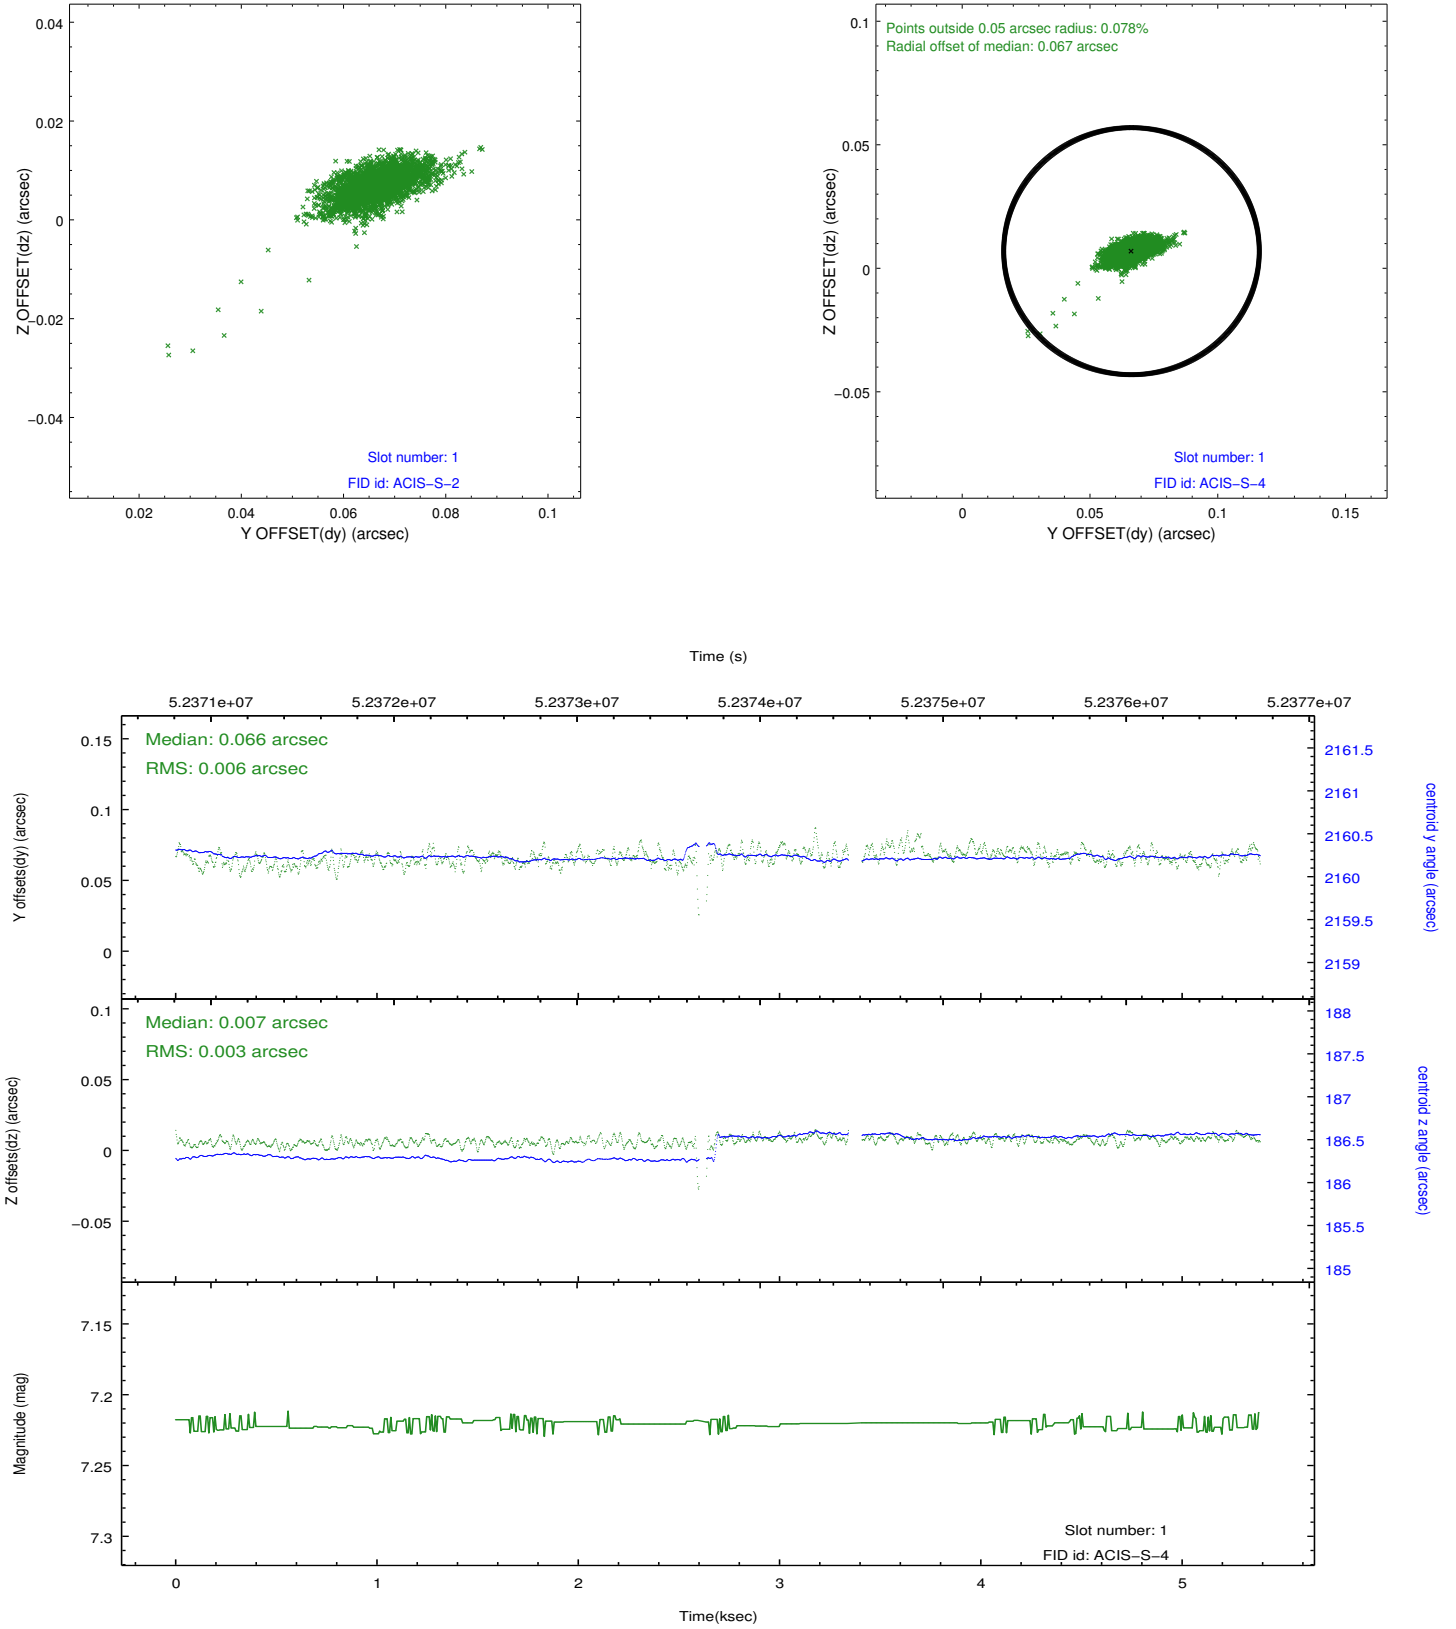 0.04
0.02
0
−0.02
−0.04
Z OFFSET(dz) (arcsec)
Slot number: 1
FID id: ACIS−S−2
0.02
0.04
0.06
0.08
0.1
Y OFFSET(dy) (arcsec)
Points outside 0.05 arcsec radius: 0.078%
Radial offset of median: 0.067 arcsec
0.1
0.05
0
−0.05
Z OFFSET(dz) (arcsec)
Slot number: 1
FID id: ACIS−S−4
0
0.05
0.1
0.15
Y OFFSET(dy) (arcsec)
Time (s)
5.2371e+07
5.2372e+07
5.2373e+07
5.2374e+07
5.2375e+07
5.2376e+07
5.2377e+07
Median: 0.066 arcsec
RMS: 0.006 arcsec
0.15
0.1
0.05
0
Y offsets(dy) (arcsec)
2161.5
2161
2160.5
2160
2159.5
2159
centroid y angle (arcsec)
Median: 0.007 arcsec
RMS: 0.003 arcsec
0.1
0.05
0
−0.05
Z offsets(dz) (arcsec)
188
187.5
187
186.5
186
185.5
185
centroid z angle (arcsec)
7.15
7.2
7.25
7.3
Magnitude (mag)
Slot number: 1
FID id: ACIS−S−4
0
1
2
3
4
5
Time(ksec)